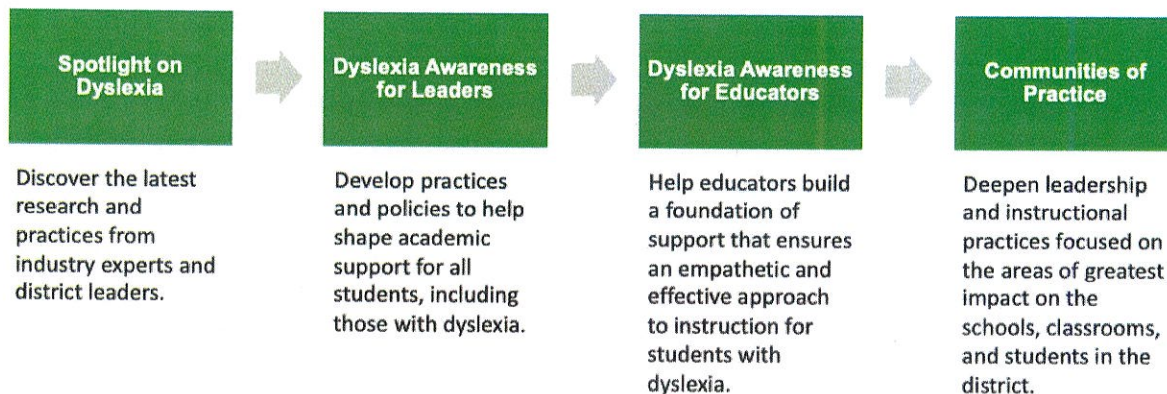 Spotlight on
Dyslexia
Discover the latest
research and
practices from
industry experts and
district leaders.
Dyslexia Awareness
for Leaders
Develop practices
and policies to help
shape academic
support for all
students, including
those with dyslexia.
Dyslexia Awareness
for Educators
Help educators build
a foundation of
support that ensures
an empathetic and
effective approach
to instruction for
students with
dyslexia.
Communities of
Practice
Deepen leadership
and instructional
practices focused on
the areas of greatest
impact on the
schools, classrooms,
and students in the
district.